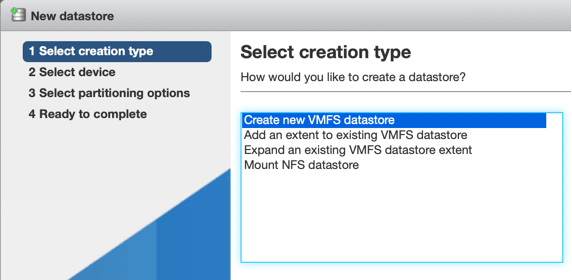 New datastore
1 Select creation type
2 Select device
3 Select partitioning options
4 Ready to complete
Select creation type
How would you like to create a datastore?
Create new VMFS datastore
Add an extent to existing VMFS datastore
Expand an existing VMFS datastore extent
Mount NFS datastore